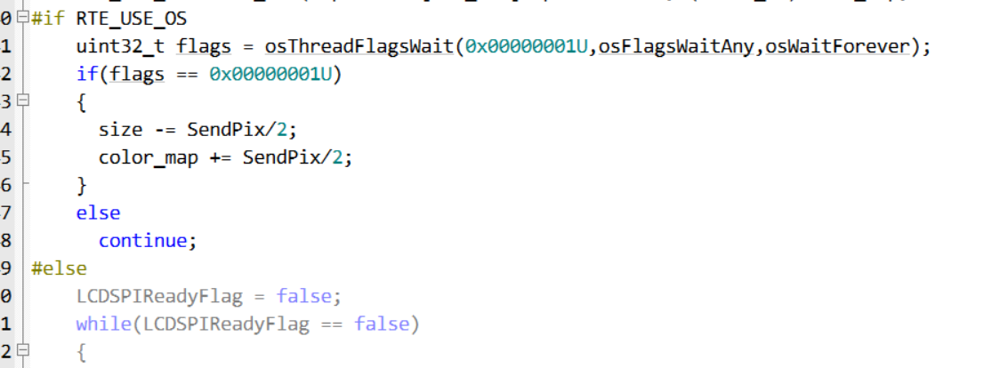 0 #if RTE_USE_OS
1 uint32_t flags = osThreadFlagsWait(0x00000001U,osFlagsWaitAny,osWaitForever);
2 if(flags == 0x00000001U)
3 {
4 size -= SendPix/2;
5 color_map += SendPix/2;
6 }
7 else
8 continue;
9 #else
0 LCDSPIReadyFlag = false;
1 while(LCDSPIReadyFlag == false)
2 {